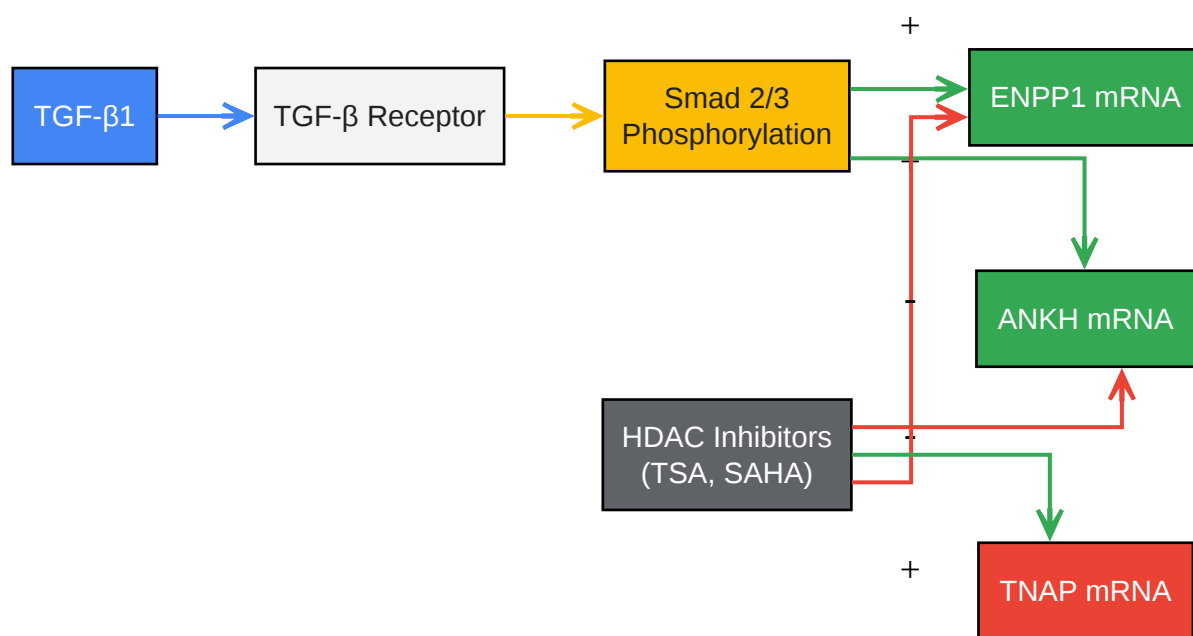 +
TGF-β1
TGF-β Receptor
Smad 2/3
Phosphorylation
ENPP1 mRNA
+
-
ANKH mRNA
HDAC Inhibitors
(TSA, SAHA)
-
+
TNAP mRNA